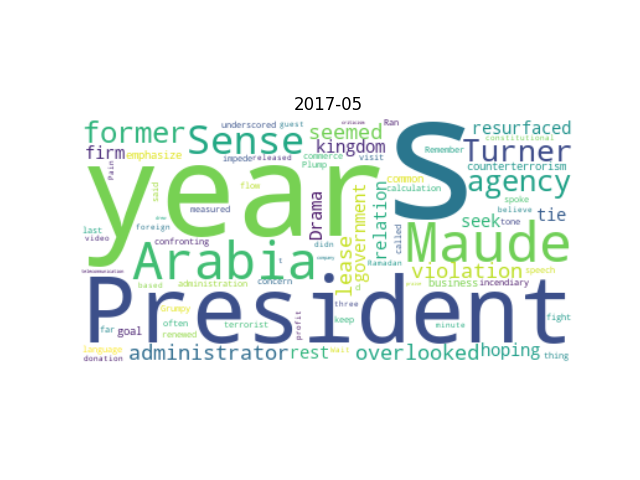 2017-05
former
Sense
underscored
guest
seemed
criticism
Ran
resurfaced
constitutional
firm
emphasize
impede
released
commerce
Plump
kingdom
visit
Remember
Turner
counterterrorism
Pain
year
S
agency
said
flow
common
calculation
spoke
believe
measured
Drama
government
relation
seek
tone
tie
last
video
foreign
confronting
didn
called
Maude
Arabia
t
company
lease
Ramadan
telecommunication
based
administration
concern
violation
speech
business
incendiary
President
Grumpy
three
far
goal
often
renewed
terrorist
profit
keep
minute
fight
language
donation
administrator
rest
wait
overlooked
hoping
thing